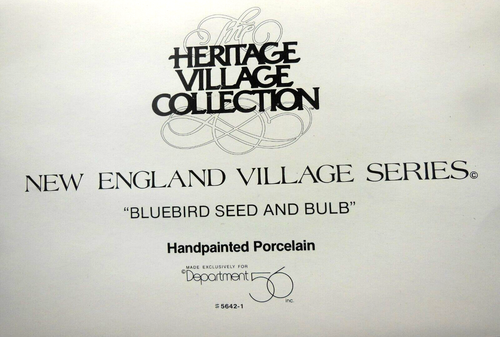 The
HERITAGE
VILLAGE
COLLECTION
NEW ENGLAND VILLAGE SERIES©
"BLUEBIRD SEED AND BULB"
Handpainted Porcelain
MADE EXCLUSIVELY FOR
©Department 56 inc.
S 5642-1